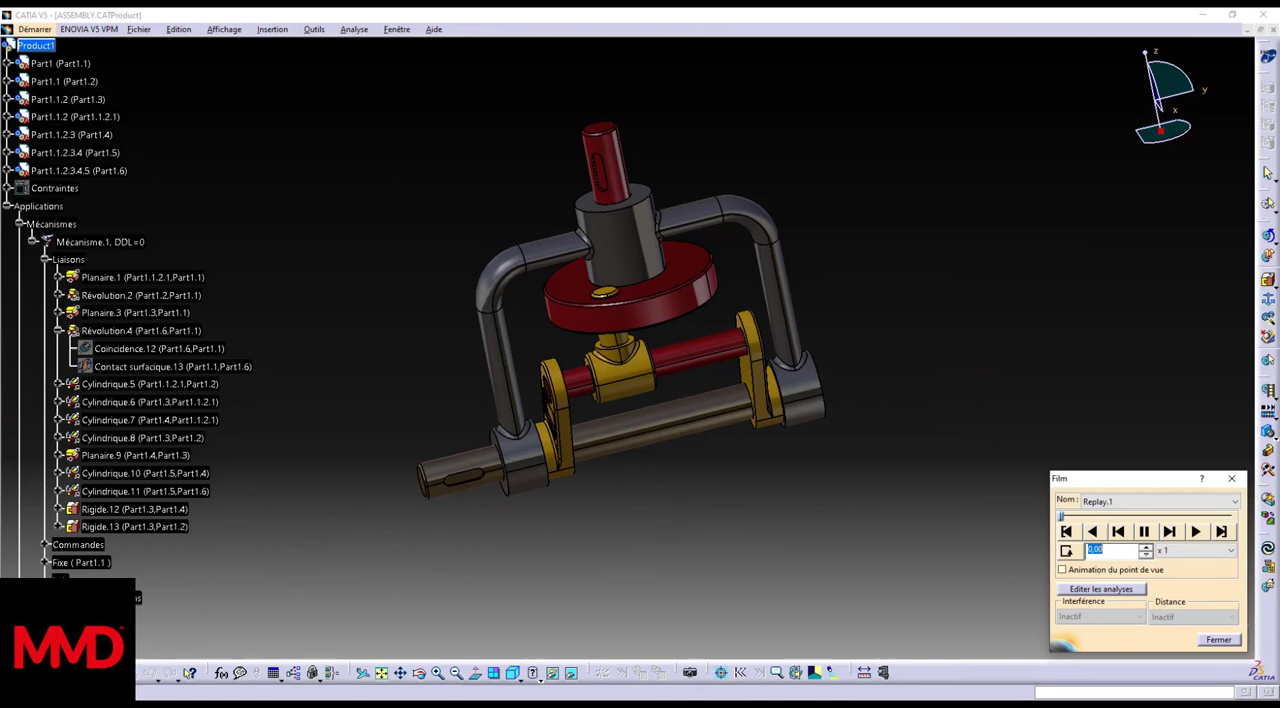 CATIA V5 - [ASSEMBLY.CATProduct]
Démarrer ENOVIA V5 VPM Fichier Edition Affichage Insertion Outils Analyse Fenêtre Aide
Product1
Part1 (Part1.1)
Part1.1 (Part1.2)
Part1.1.2 (Part1.3)
Part1.1.2 (Part1.1.2.1)
Part1.1.2.3 (Part1.4)
Part1.1.2.3.4 (Part1.5)
Part1.1.2.3.4.5 (Part1.6)
Contraintes
Applications
Mécanismes
Mécanisme.1, DDL=0
Liaisons
Planaire.1 (Part1.1.2.1,Part1.1)
Révolution.2 (Part1.2,Part1.1)
Planaire.3 (Part1.3,Part1.1)
Révolution.4 (Part1.6,Part1.1)
Coïncidence.12 (Part1.6,Part1.1)
Contact surfacique.13 (Part1.1,Part1.6)
Cylindrique.5 (Part1.1.2.1,Part1.2)
Cylindrique.6 (Part1.3,Part1.1.2.1)
Cylindrique.7 (Part1.4,Part1.1.2.1)
Cylindrique.8 (Part1.3,Part1.2)
Planaire.9 (Part1.4,Part1.3)
Cylindrique.10 (Part1.5,Part1.4)
Cylindrique.11 (Part1.5,Part1.6)
Rigide.12 (Part1.3,Part1.4)
Rigide.13 (Part1.3,Part1.2)
Commandes
Fixe ( Part1.1 )
MMD
z
y
x
Film
Nom : Replay.1
0,00 x 1
Animation du point de vue
Editer les analyses
Interférence Distance
Inactif Inactif
Fermer
f(x)
CATIA